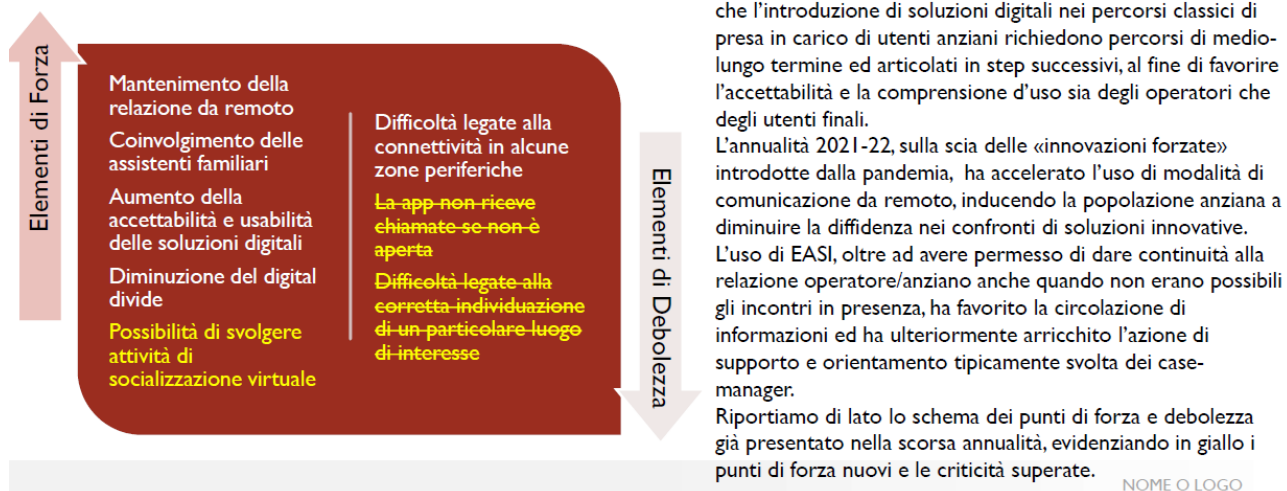 Elementi di Forza
Mantenimento della
relazione da remoto
Coinvolgimento delle
assistenti familiari
Aumento della
accettabilità e usabilità
delle soluzioni digitali
Diminuzione del digital
divide
Possibilità di svolgere
attività di
socializzazione virtuale
Difficoltà legate alla
connettività in alcune
zone periferiche
La app non riceve
chiamate se non è
aperta
Difficoltà legate alla
corretta individuazione
di un particolare luogo
di interesse
Elementi di Debolezza
che l’introduzione di soluzioni digitali nei percorsi classici di
presa in carico di utenti anziani richiedono percorsi di medio-
lungo termine ed articolati in step successivi, al fine di favorire
l’accettabilità e la comprensione d’uso sia degli operatori che
degli utenti finali.
L’annualità 2021-22, sulla scia delle «innovazioni forzate»
introdotte dalla pandemia, ha accelerato l’uso di modalità di
comunicazione da remoto, inducendo la popolazione anziana a
diminuire la diffidenza nei confronti di soluzioni innovative.
L’uso di EASI, oltre ad avere permesso di dare continuità alla
relazione operatore/anziano anche quando non erano possibili
gli incontri in presenza, ha favorito la circolazione di
informazioni ed ha ulteriormente arricchito l’azione di
supporto e orientamento tipicamente svolta dei case-
manager.
Riportiamo di lato lo schema dei punti di forza e debolezza
già presentato nella scorsa annualità, evidenziando in giallo i
punti di forza nuovi e le criticità superate.
NOME O LOGO